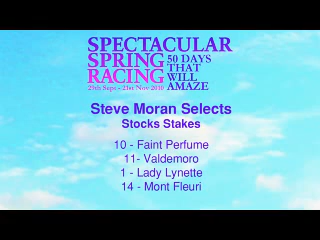 SPECTACULAR
SPRING 50 DAYS
RACING THAT
WILL
25th Sept - 21st Nov 2010 AMAZE
Steve Moran Selects
Stocks Stakes
10 - Faint Perfume
11- Valdemoro
1 - Lady Lynette
14 - Mont Fleuri